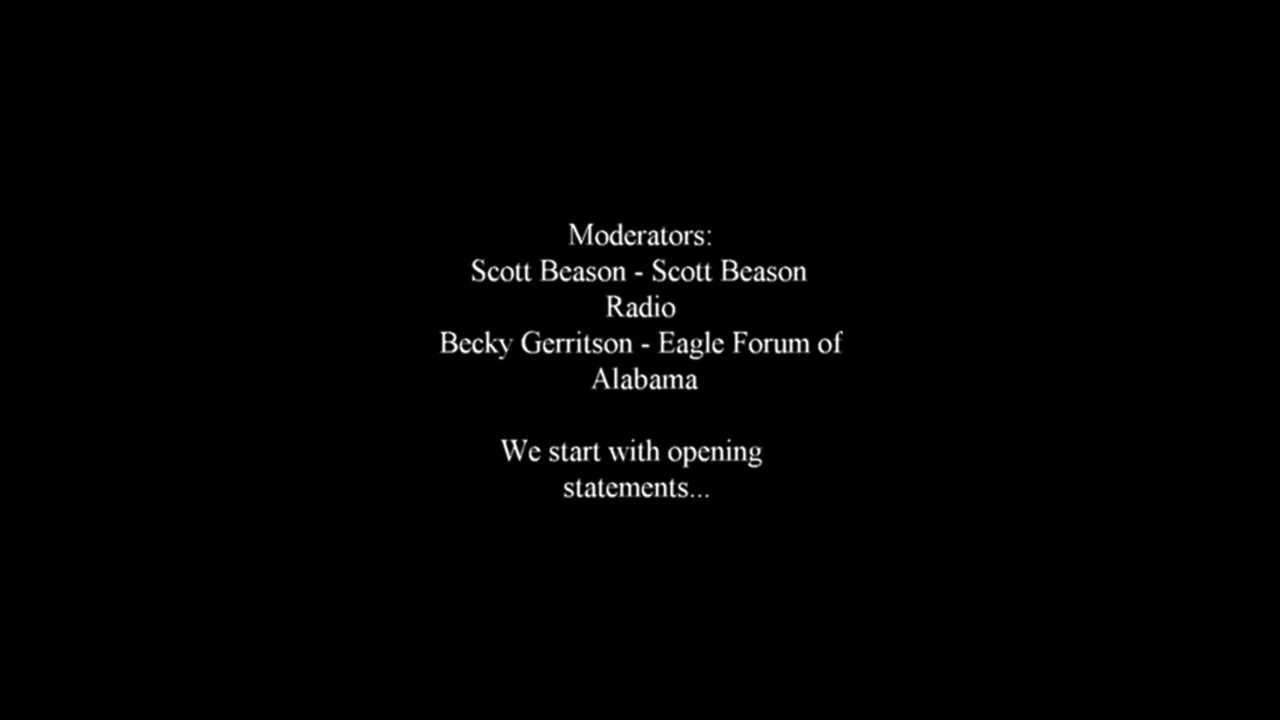 Moderators:
Scott Beason - Scott Beason
Radio
Becky Gerritson - Eagle Forum of
Alabama
We start with opening
statements...